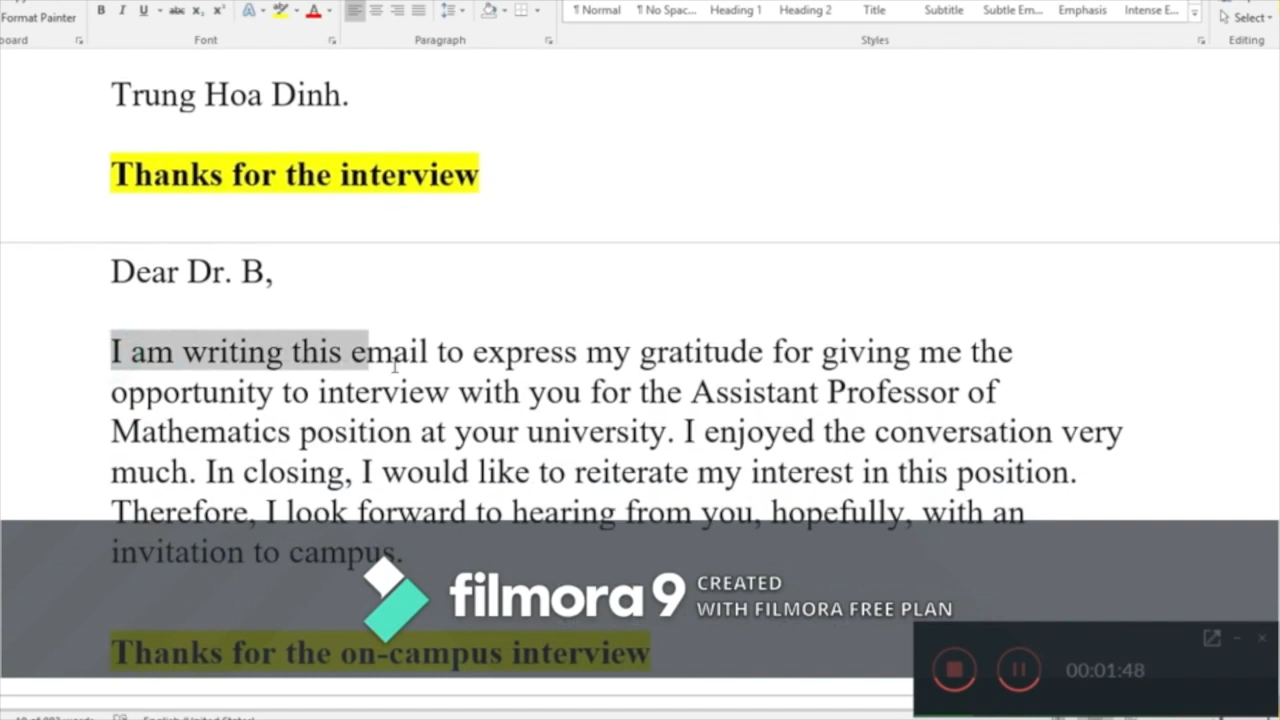 Format Painter
B I U abc x₂ x² A ab A
¶ Normal ¶ No Spac... Heading 1 Heading 2 Title Subtitle Subtle Em... Emphasis Intense E...
Select
Font Paragraph Styles Editing
Trung Hoa Dinh.
Thanks for the interview
Dear Dr. B,
I am writing this email to express my gratitude for giving me the
opportunity to interview with you for the Assistant Professor of
Mathematics position at your university. I enjoyed the conversation very
much. In closing, I would like to reiterate my interest in this position.
Therefore, I look forward to hearing from you, hopefully, with an
invitation to campus.
filmora9 CREATED
WITH FILMORA FREE PLAN
Thanks for the on-campus interview
00:01:48